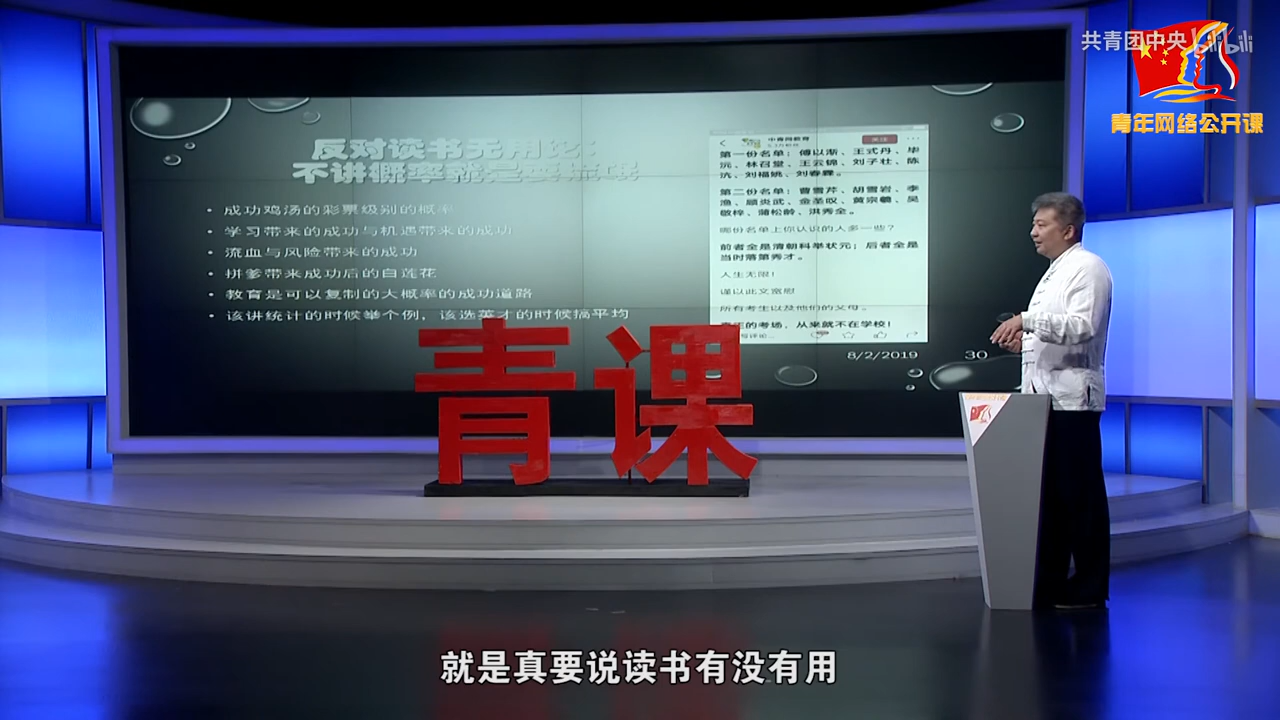 共青团中央 bilibili
青年网络公开课
反对读书无用论：
不讲概率就是耍流氓
• 成功鸡汤的彩票级别的概率
• 学习带来的成功与机遇带来的成功
• 流血与风险带来的成功
• 拼爹带来成功后的白莲花
• 教育是可以复制的大概率的成功道路
• 该讲统计的时候举个例，该选英才的时候搞平均
中青网教育
关注
第一份名单：傅以渐、王式丹、毕
沅、林召堂、王云锦、刘子壮、陈
沆、刘福姚、刘春霖。
第二份名单：曹雪芹、胡雪岩、李
渔、顾炎武、金圣叹、黄宗羲、吴
敬梓、蒲松龄、洪秀全。
哪份名单上你认识的人多一些？
前者全是清朝科举状元；后者全是
当时落第秀才。
人生无限！
谨以此文宽慰
所有考生以及他们的父母。
的考场，从来就不在学校！
8/2/2019
30
青课
就是真要说读书有没有用